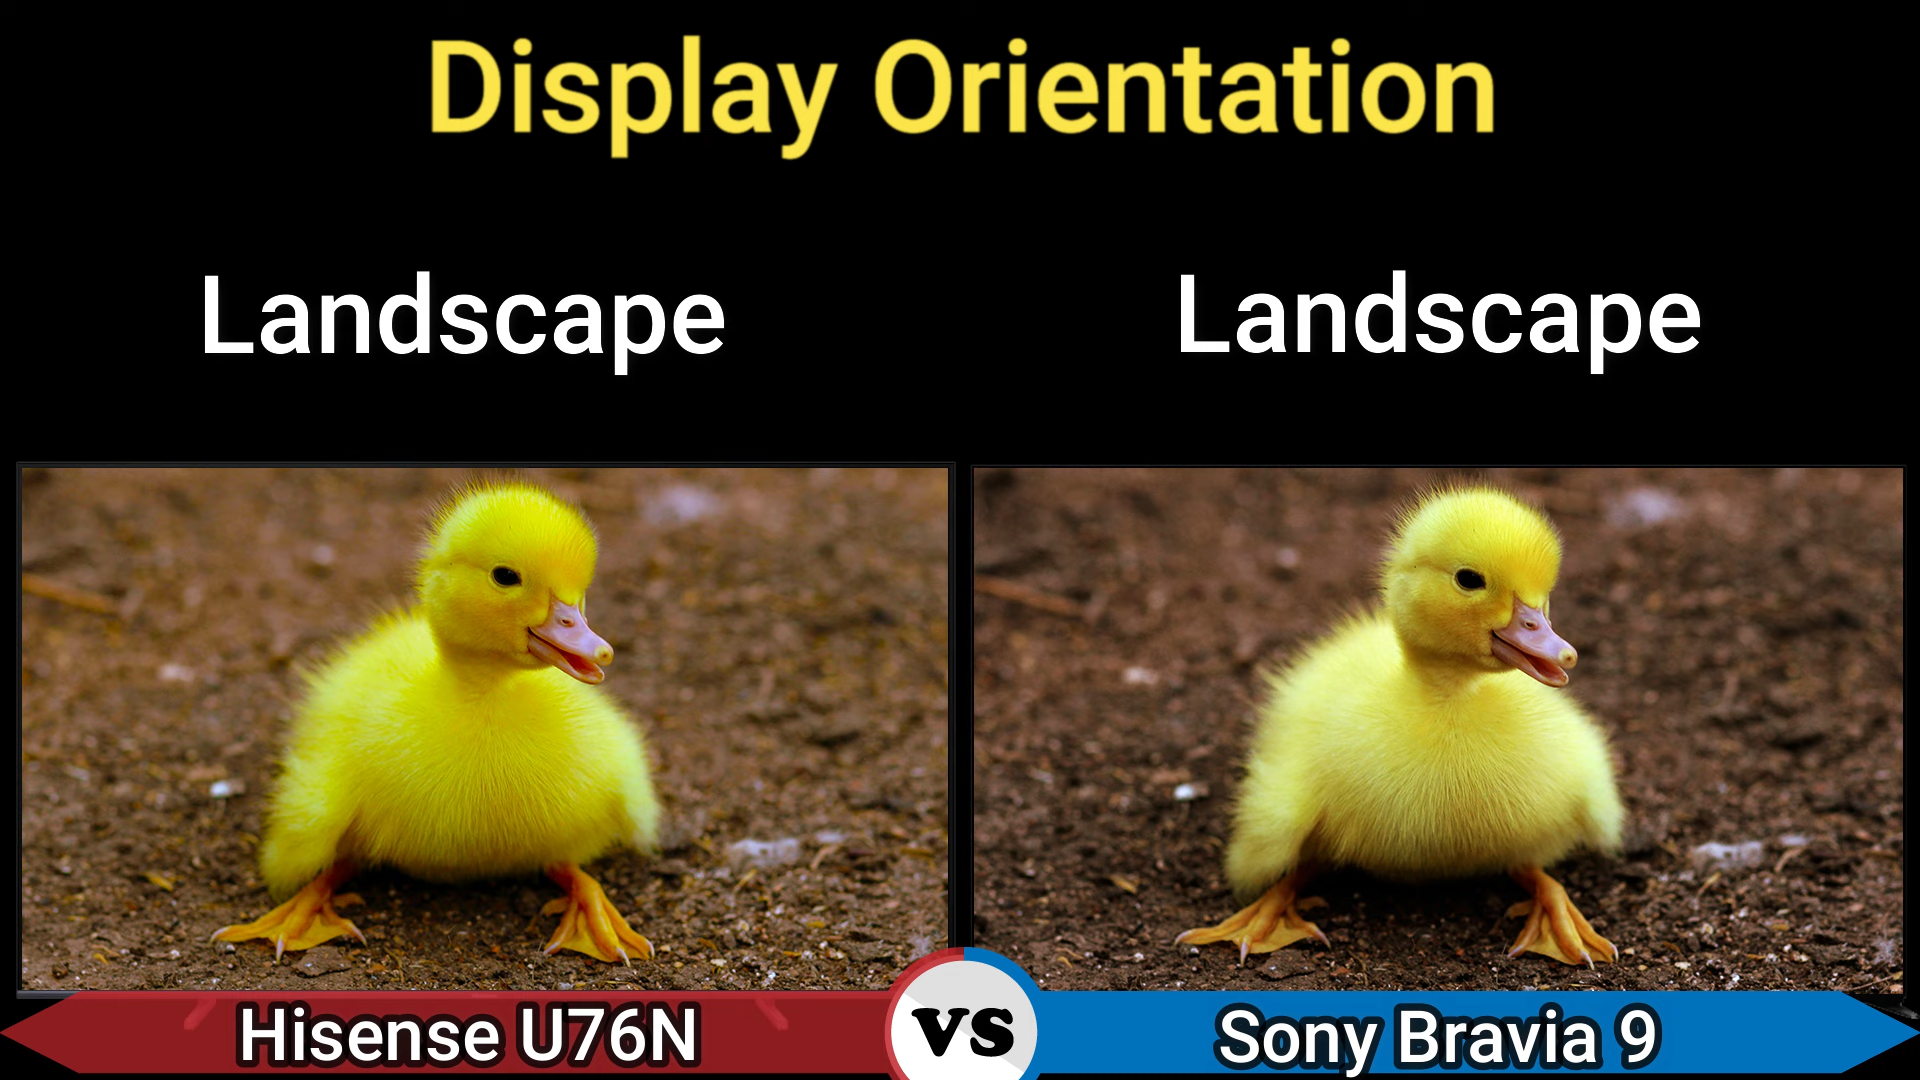 Display Orientation
Landscape
Landscape
Hisense U76N
vs
Sony Bravia 9